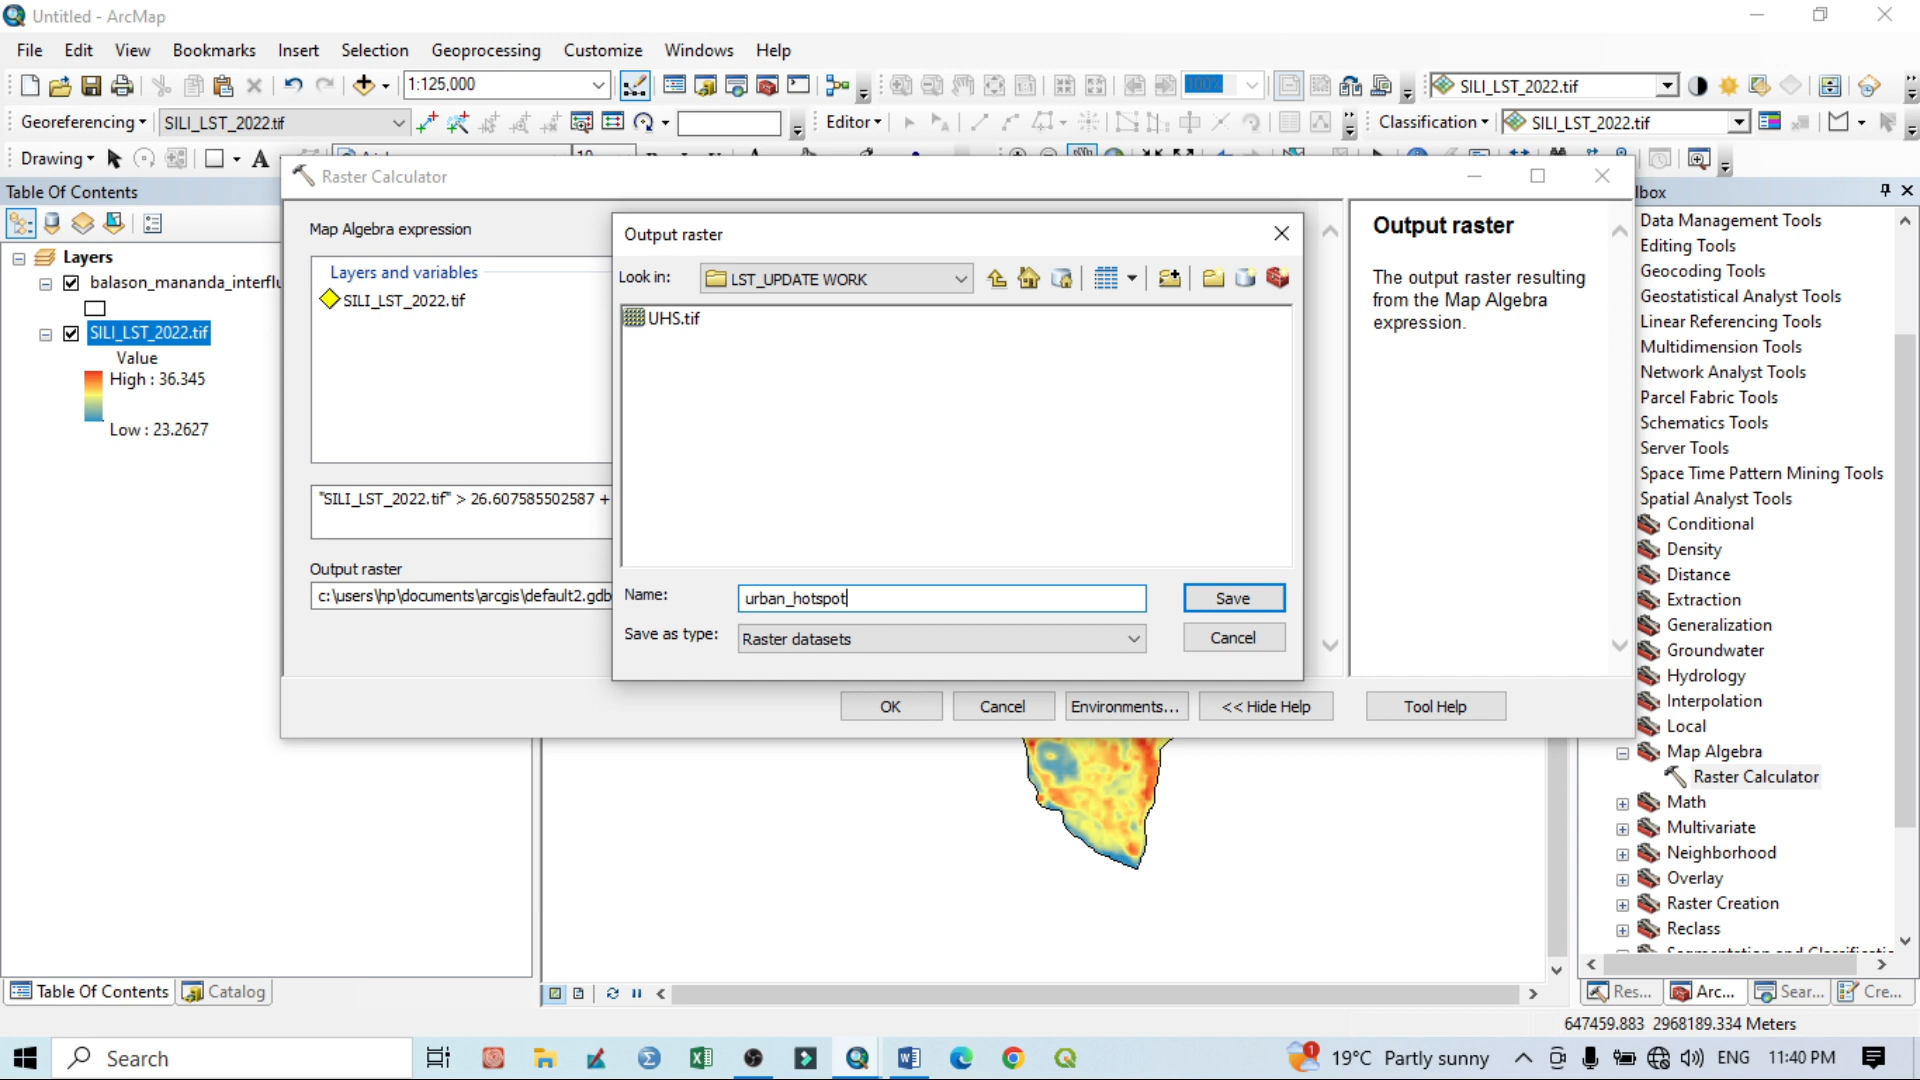 Untitled - ArcMap
File Edit View Bookmarks Insert Selection Geoprocessing Customize Windows Help
1:125,000
100%
SILI_LST_2022.tif
Georeferencing
SILI_LST_2022.tif
Editor
Classification
SILI_LST_2022.tif
Drawing
A
Raster Calculator
Table Of Contents
lbox
Layers
balason_mananda_interflu
SILI_LST_2022.tif
Value
High : 36.345
Low : 23.2627
Map Algebra expression
Layers and variables
SILI_LST_2022.tif
"SILI_LST_2022.tif" > 26.607585502587 +
Output raster
c:\users\hp\documents\arcgis\default2.gdb
Output raster
Look in:
LST_UPDATE WORK
UHS.tif
Name:
urban_hotspot
Save
Save as type:
Raster datasets
Cancel
Output raster
The output raster resulting
from the Map Algebra
expression.
OK
Cancel
Environments...
<< Hide Help
Tool Help
Data Management Tools
Editing Tools
Geocoding Tools
Geostatistical Analyst Tools
Linear Referencing Tools
Multidimension Tools
Network Analyst Tools
Parcel Fabric Tools
Schematics Tools
Server Tools
Space Time Pattern Mining Tools
Spatial Analyst Tools
Conditional
Density
Distance
Extraction
Generalization
Groundwater
Hydrology
Interpolation
Local
Map Algebra
Raster Calculator
Math
Multivariate
Neighborhood
Overlay
Raster Creation
Reclass
Table Of Contents
Catalog
Res...
Arc...
Sear...
Cre...
647459.883 2968189.334 Meters
Search
1
19°C Partly sunny
ENG
11:40 PM